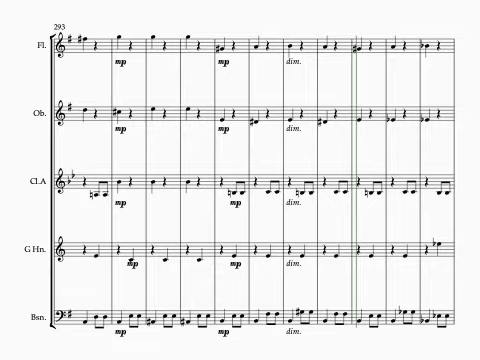 293
Fl.
mp mp dim.
Ob.
mp mp dim.
Cl.A
mp mp dim.
G Hn.
mp mp dim.
Bsn.
mp mp dim.